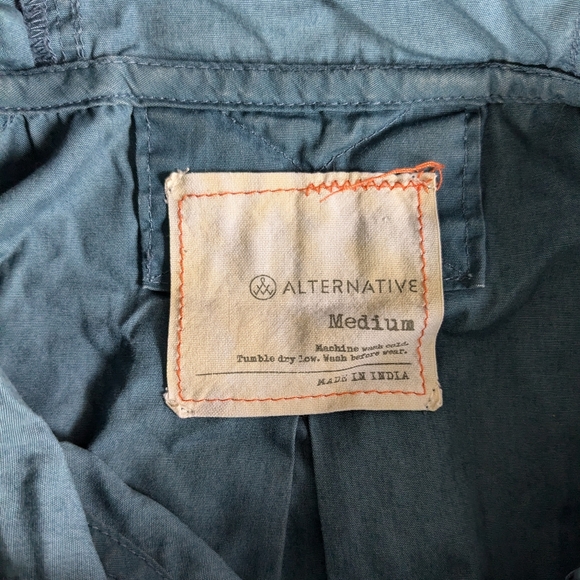 ALTERNATIVE
Medium
Machine wash cold.
Tumble dry low. Wash before wear.
MADE IN INDIA